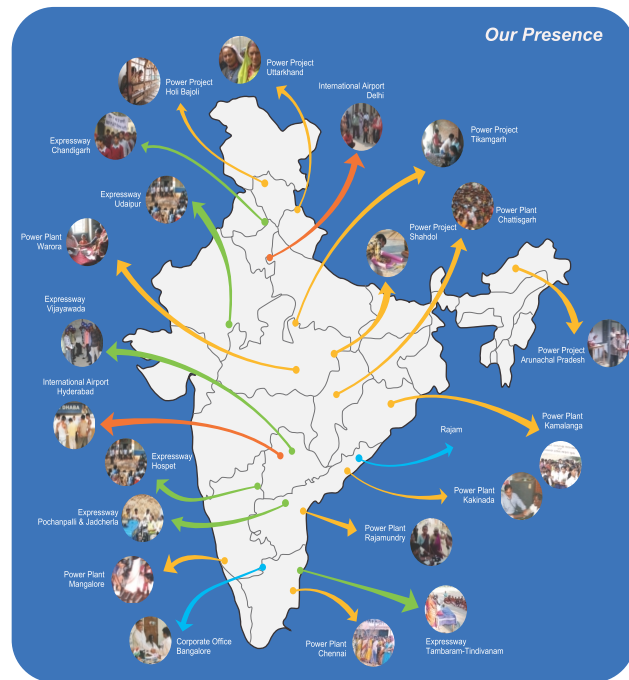 Our Presence
Power Project
Uttarkhand
Power Project
Holi Bajoli
International Airport
Delhi
Expressway
Chandigarh
Power Project
Tikamgarh
Expressway
Udaipur
Power Plant
Chattisgarh
Power Project
Shahdol
Power Plant
Warora
Expressway
Vijayawada
Power Project
Arunachal Pradesh
International Airport
Hyderabad
DHABA
Power Plant
Kamalanga
Rajam
Expressway
Hospet
Power Plant
Kakinada
Expressway
Pochanpalli & Jadcherla
Power Plant
Rajamundry
Power Plant
Mangalore
Corporate Office
Bangalore
Power Plant
Chennai
Expressway
Tambaram-Tindivanam